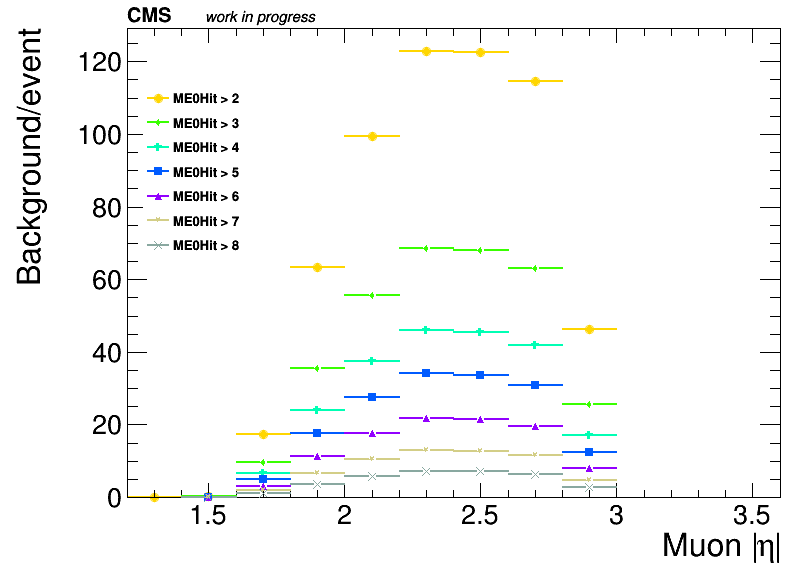 CMS work in progress
Background/event
120
100
80
60
40
20
0
ME0Hit > 2
ME0Hit > 3
ME0Hit > 4
ME0Hit > 5
ME0Hit > 6
ME0Hit > 7
ME0Hit > 8
1.5 2 2.5 3 3.5
Muon |η|